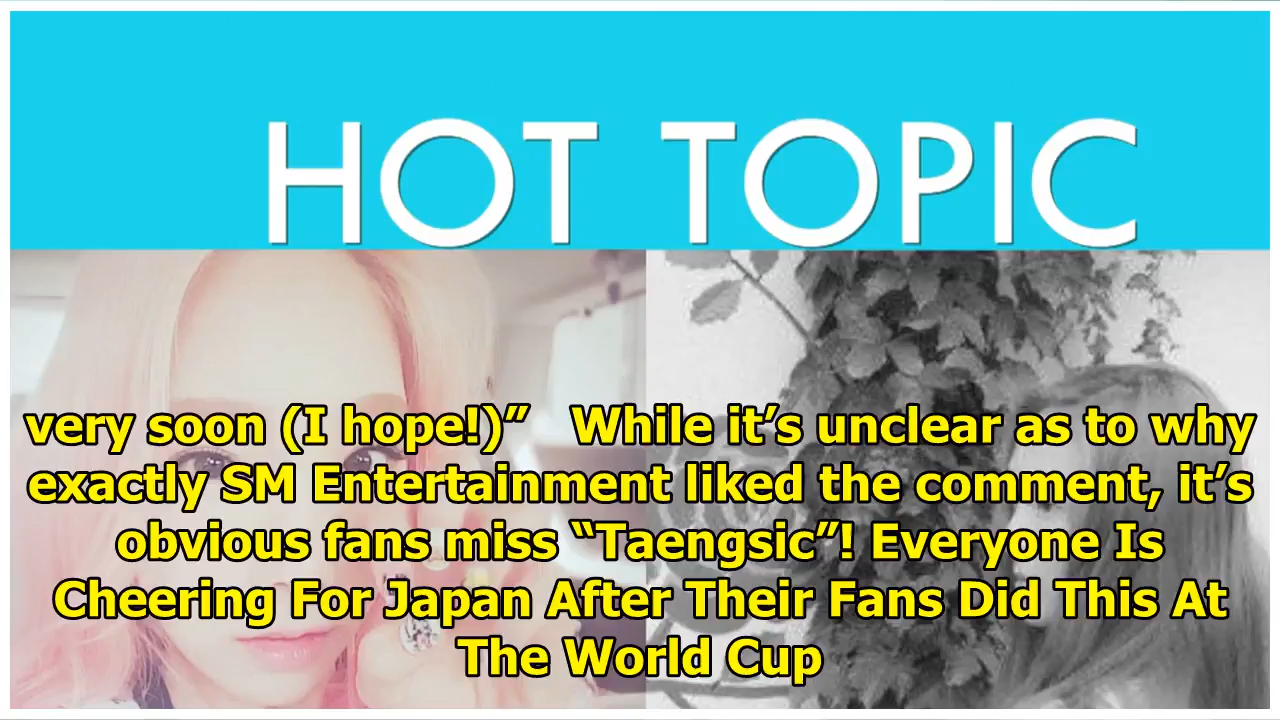 HOT TOPIC
very soon (I hope!)” While it’s unclear as to why
exactly SM Entertainment liked the comment, it’s
obvious fans miss “Taengsic”! Everyone Is
Cheering For Japan After Their Fans Did This At
The World Cup